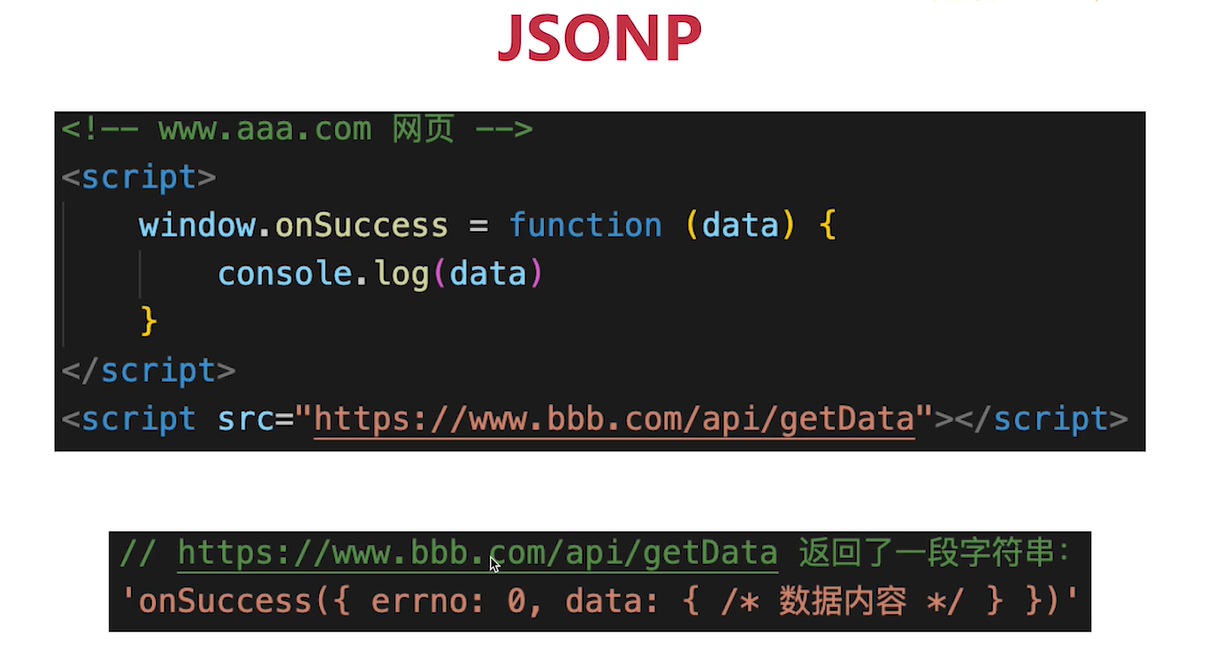 JSONP
<!-- www.aaa.com 网页 -->
<script>
window.onSuccess = function (data) {
console.log(data)
}
</script>
<script src="https://www.bbb.com/api/getData"></script>
// https://www.bbb.com/api/getData 返回了一段字符串：
'onSuccess({ errno: 0, data: { /* 数据内容 */ } })'